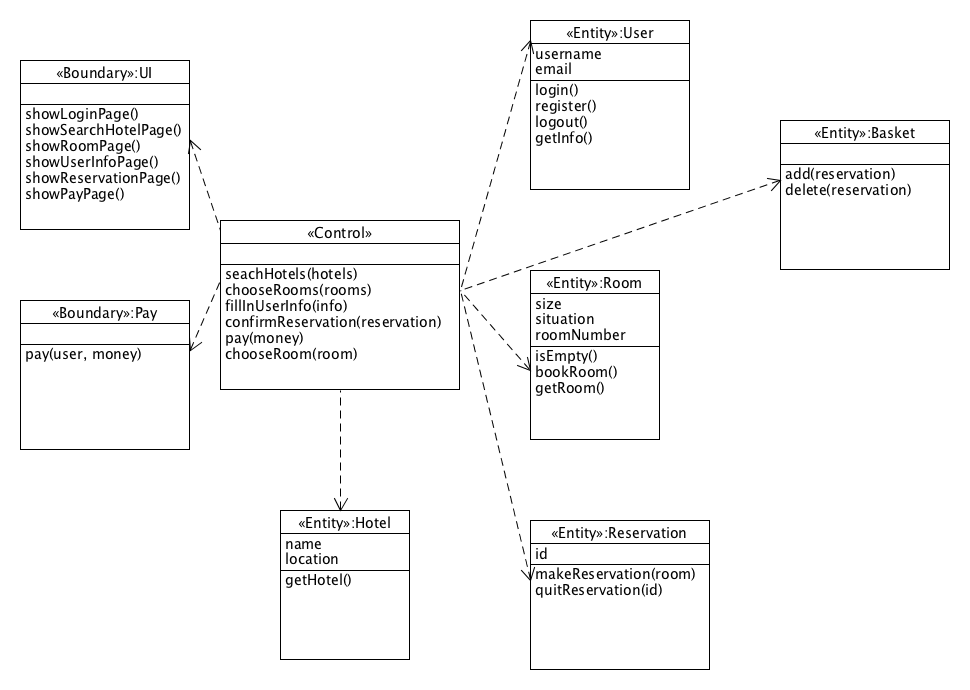 «Entity»:User
username
email
login()
register()
logout()
getInfo()
«Boundary»:UI
showLoginPage()
showSearchHotelPage()
showRoomPage()
showUserInfoPage()
showReservationPage()
showPayPage()
«Entity»:Basket
add(reservation)
delete(reservation)
«Control»
seachHotels(hotels)
chooseRooms(rooms)
fillInUserInfo(info)
confirmReservation(reservation)
pay(money)
chooseRoom(room)
«Entity»:Room
size
situation
roomNumber
isEmpty()
bookRoom()
getRoom()
«Boundary»:Pay
pay(user, money)
«Entity»:Hotel
name
location
getHotel()
«Entity»:Reservation
id
makeReservation(room)
quitReservation(id)